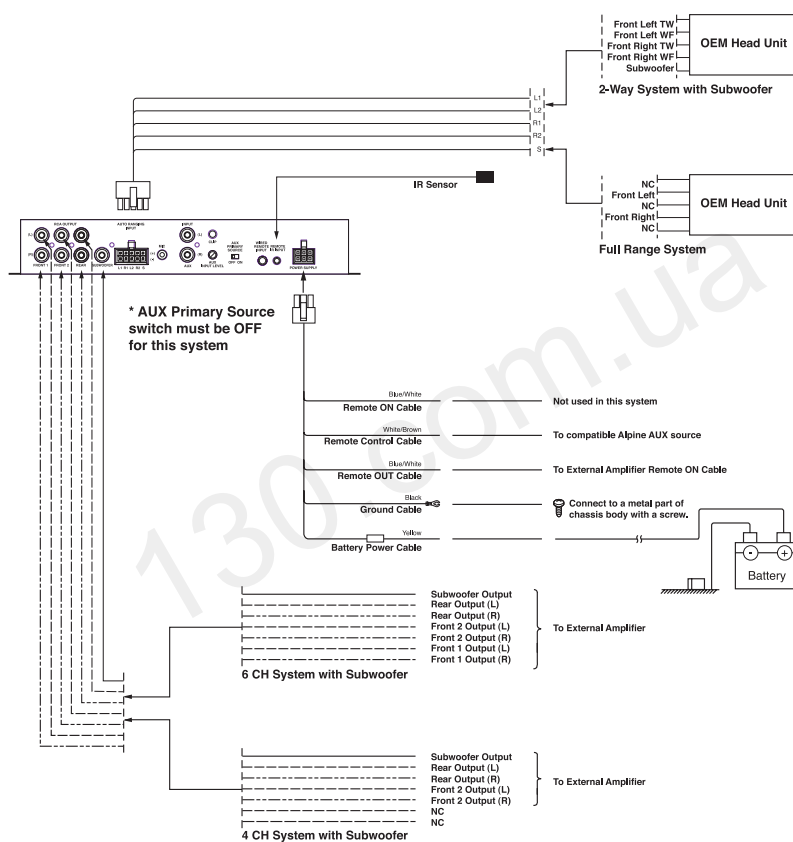 Front Left TW
Front Left WF
Front Right TW
Front Right WF
Subwoofer
OEM Head Unit
2-Way System with Subwoofer
L1
L2
R1
R2
S
IR Sensor
NC
Front Left
NC
Front Right
NC
OEM Head Unit
Full Range System
RCA OUTPUT
AUTO RANGING
INPUT
INPUT
(L)
(R)
(L)
(R)
CLIP
AUX
PRIMARY
SOURCE
OFF ON
WIRED
REMOTE
INPUT
REMOTE
IN INPUT
FRONT 1
FRONT 2
REAR
SUBWOOFER
L1 R1 L2 R2 S
AUX
AUX
INPUT LEVEL
POWER SUPPLY
* AUX Primary Source
switch must be OFF
for this system
Blue/White
Remote ON Cable
Not used in this system
White/Brown
Remote Control Cable
To compatible Alpine AUX source
Blue/White
Remote OUT Cable
To External Amplifier Remote ON Cable
Black
Ground Cable
Connect to a metal part of
chassis body with a screw.
Yellow
Battery Power Cable
Battery
130.com.ua
Subwoofer Output
Rear Output (L)
Rear Output (R)
Front 2 Output (L)
Front 2 Output (R)
Front 1 Output (L)
Front 1 Output (R)
To External Amplifier
6 CH System with Subwoofer
Subwoofer Output
Rear Output (L)
Rear Output (R)
Front 2 Output (L)
Front 2 Output (R)
NC
NC
To External Amplifier
4 CH System with Subwoofer